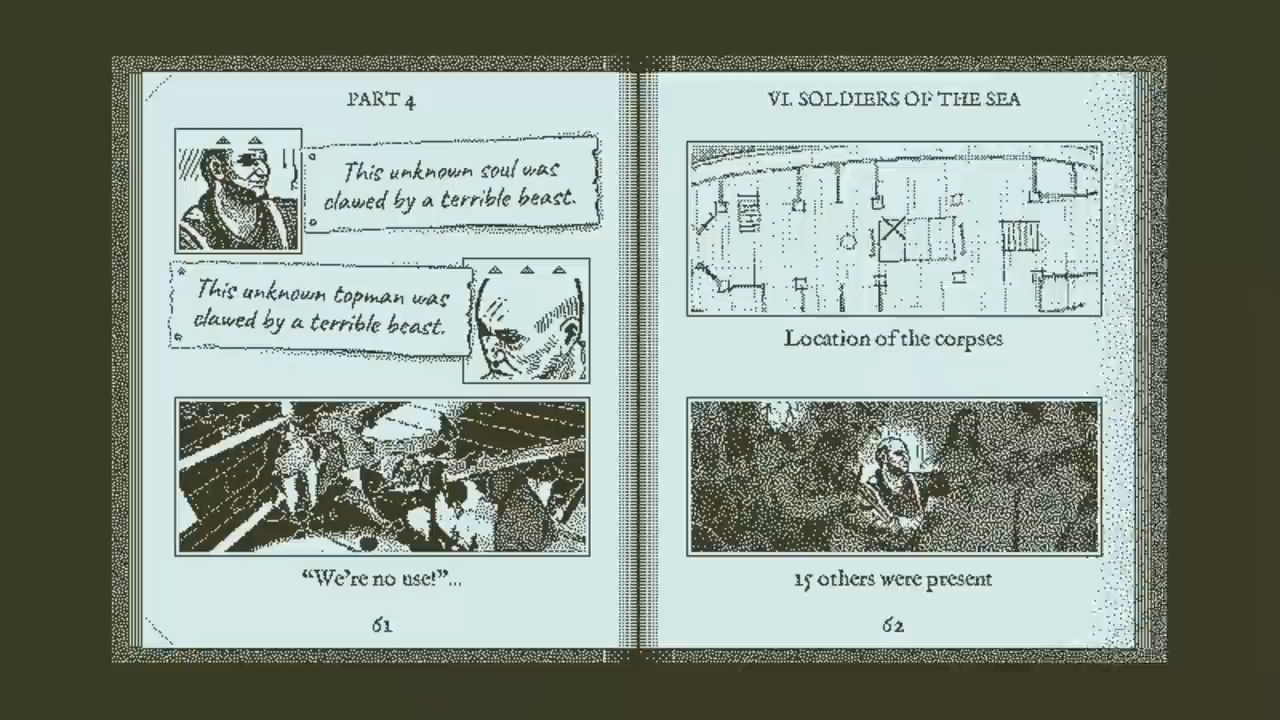 PART 4
This unknown soul was
clawed by a terrible beast.
This unknown topman was
clawed by a terrible beast.
"We're no use!"...
61
VI. SOLDIERS OF THE SEA
Location of the corpses
15 others were present
62